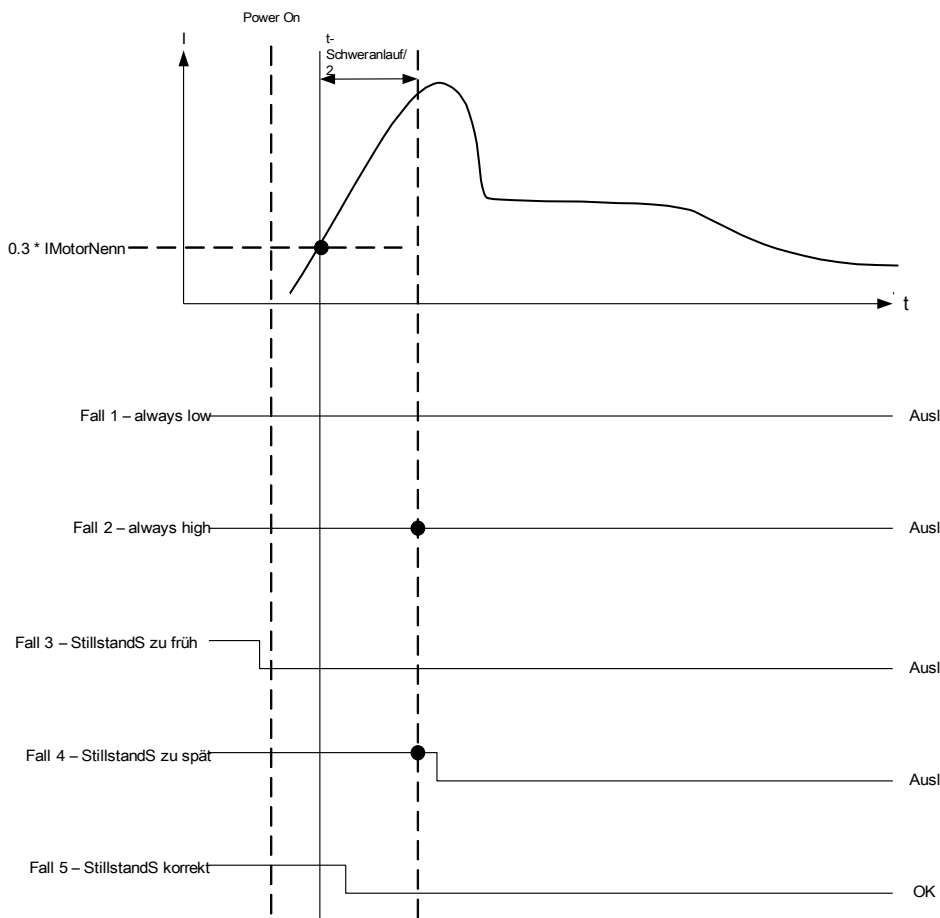 Power On
I
t-
Schweranlauf/
2
0.3 * IMotorNenn
t
Fall 1 – always low
Ausl
Fall 2 – always high
Ausl
Fall 3 – StillstandS zu früh
Ausl
Fall 4 – StillstandS zu spät
Ausl
Fall 5 – StillstandS korrekt
OK